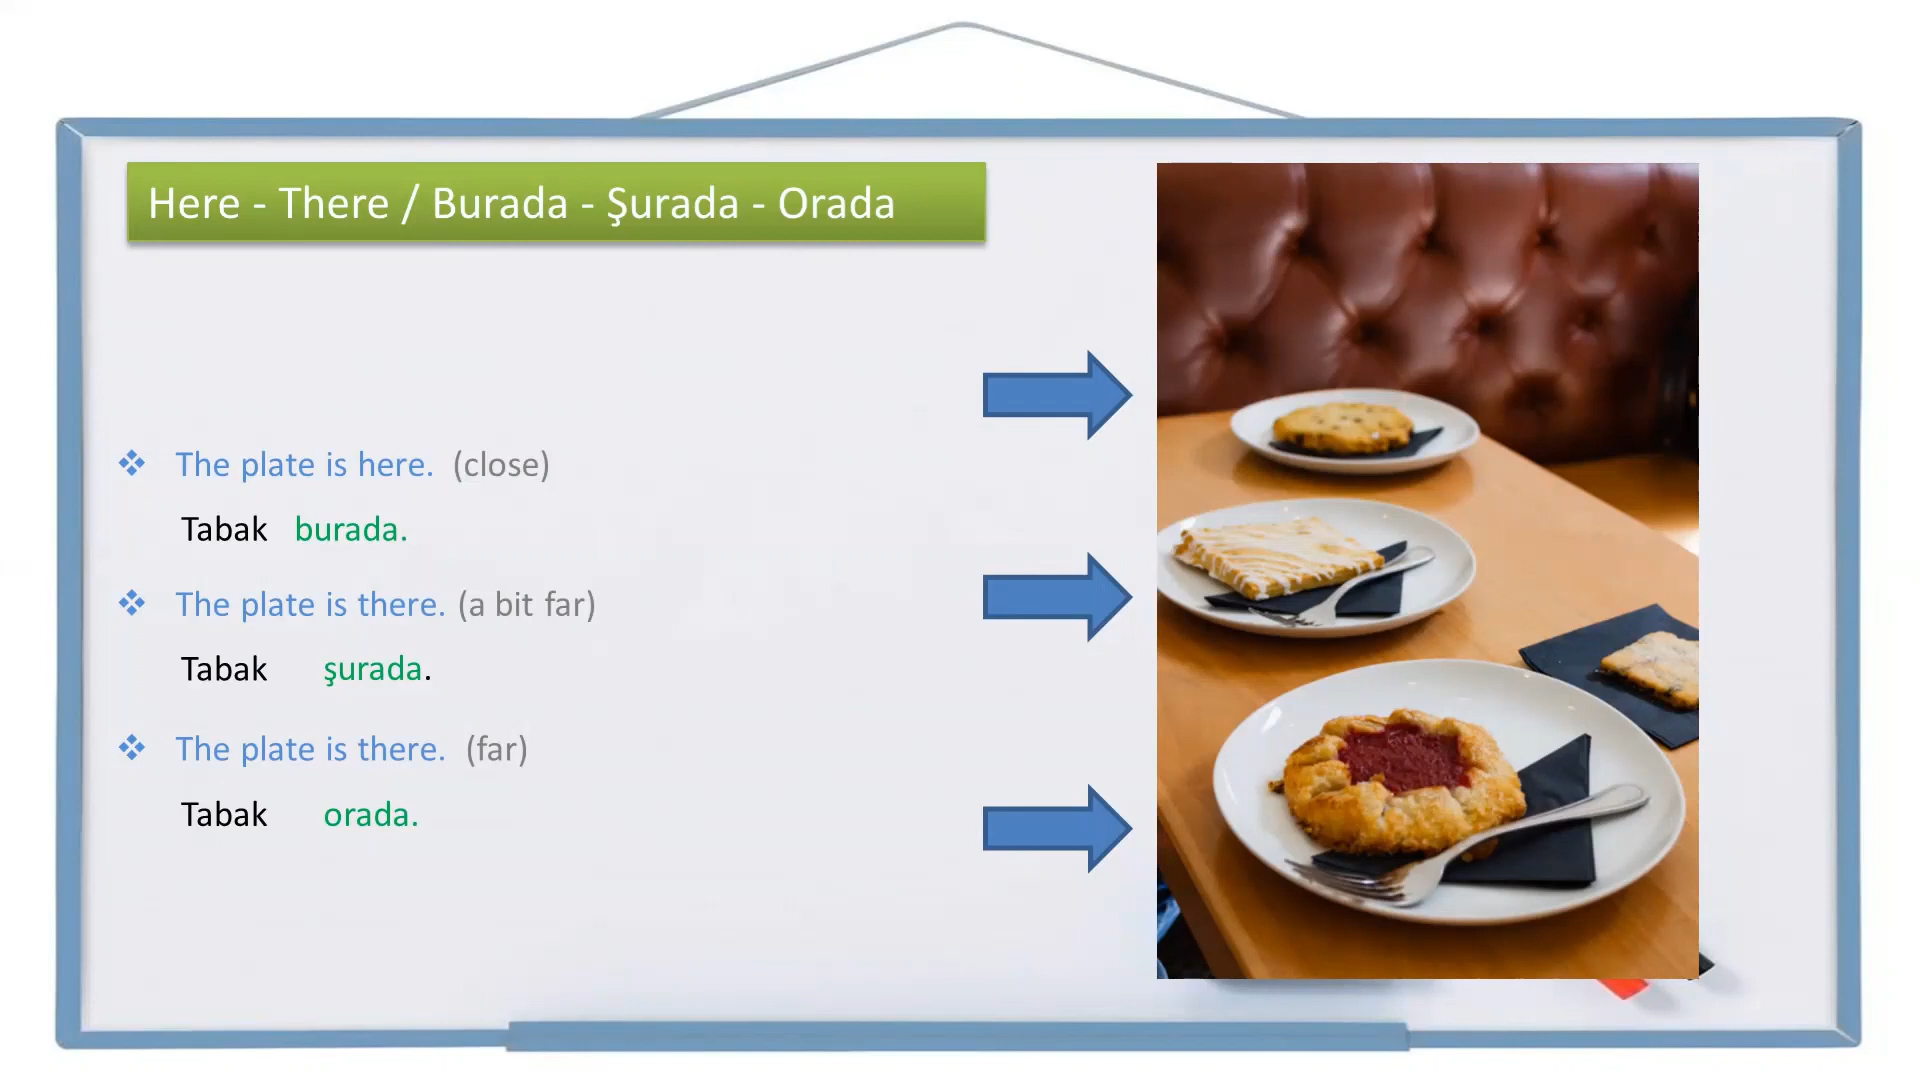 Here - There / Burada - Şurada - Orada
The plate is here. (close)
Tabak burada.
The plate is there. (a bit far)
Tabak şurada.
The plate is there. (far)
Tabak orada.